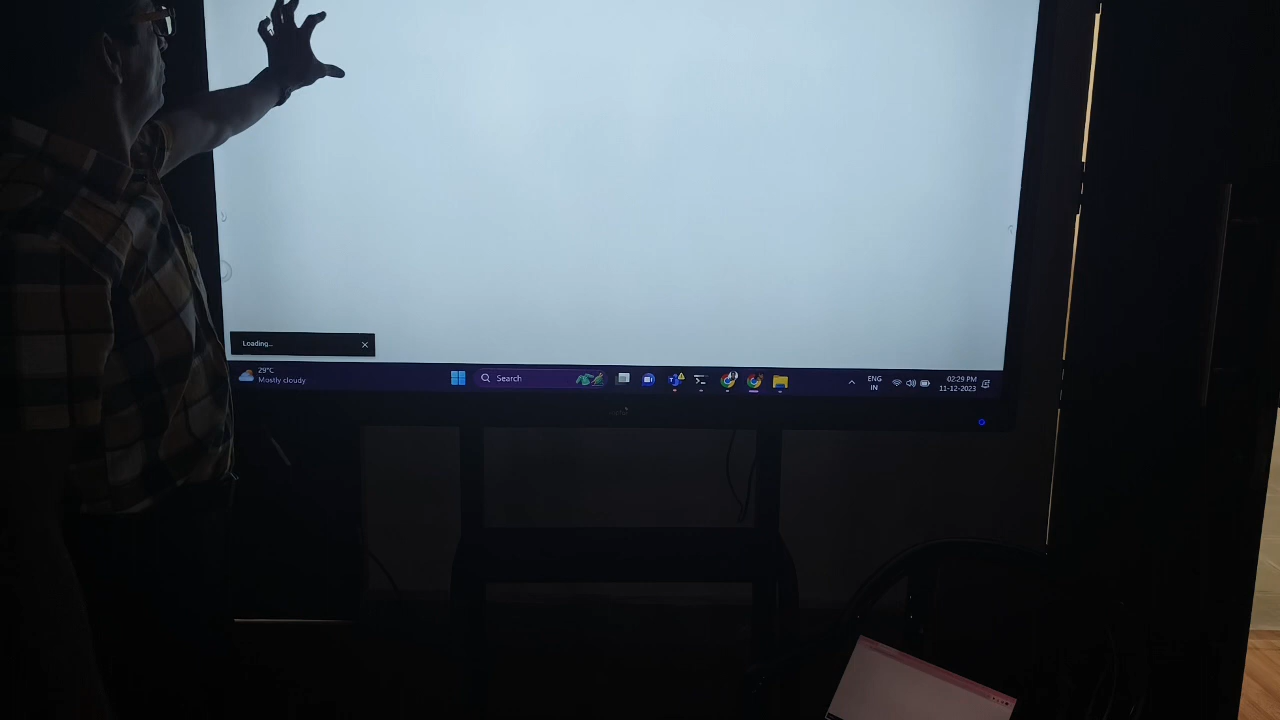 Loading...
29°C
Mostly cloudy
Search
ENG
IN
02:29 PM
11-12-2023